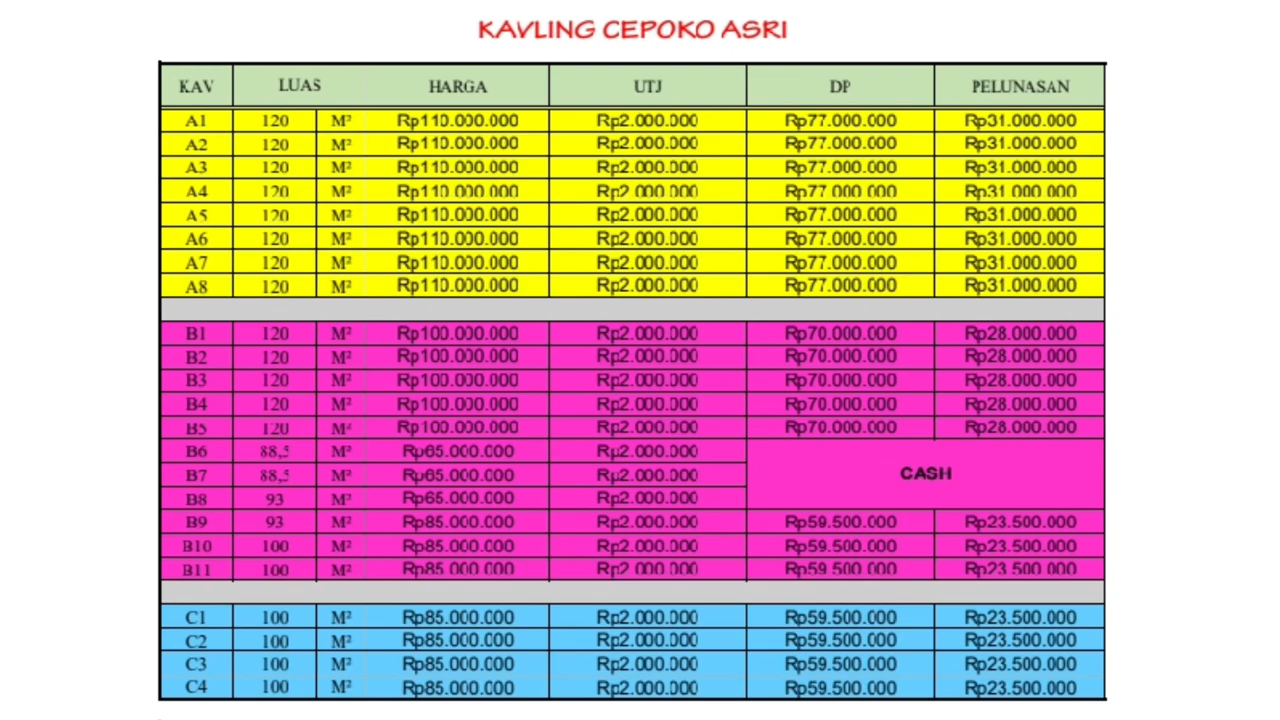 KAVLING CEPOKO ASRI
KAV LUAS HARGA UTJ DP PELUNASAN
A1 120 M² Rp110.000.000 Rp2.000.000 Rp77.000.000 Rp31.000.000
A2 120 M² Rp110.000.000 Rp2.000.000 Rp77.000.000 Rp31.000.000
A3 120 M² Rp110.000.000 Rp2.000.000 Rp77.000.000 Rp31.000.000
A4 120 M² Rp110.000.000 Rp2.000.000 Rp77.000.000 Rp31.000.000
A5 120 M² Rp110.000.000 Rp2.000.000 Rp77.000.000 Rp31.000.000
A6 120 M² Rp110.000.000 Rp2.000.000 Rp77.000.000 Rp31.000.000
A7 120 M² Rp110.000.000 Rp2.000.000 Rp77.000.000 Rp31.000.000
A8 120 M² Rp110.000.000 Rp2.000.000 Rp77.000.000 Rp31.000.000
B1 120 M² Rp100.000.000 Rp2.000.000 Rp70.000.000 Rp28.000.000
B2 120 M² Rp100.000.000 Rp2.000.000 Rp70.000.000 Rp28.000.000
B3 120 M² Rp100.000.000 Rp2.000.000 Rp70.000.000 Rp28.000.000
B4 120 M² Rp100.000.000 Rp2.000.000 Rp70.000.000 Rp28.000.000
B5 120 M² Rp100.000.000 Rp2.000.000 Rp70.000.000 Rp28.000.000
B6 88,5 M² Rp65.000.000 Rp2.000.000
B7 88,5 M² Rp65.000.000 Rp2.000.000 CASH
B8 93 M² Rp65.000.000 Rp2.000.000
B9 93 M² Rp85.000.000 Rp2.000.000 Rp59.500.000 Rp23.500.000
B10 100 M² Rp85.000.000 Rp2.000.000 Rp59.500.000 Rp23.500.000
B11 100 M² Rp85.000.000 Rp2.000.000 Rp59.500.000 Rp23.500.000
C1 100 M² Rp85.000.000 Rp2.000.000 Rp59.500.000 Rp23.500.000
C2 100 M² Rp85.000.000 Rp2.000.000 Rp59.500.000 Rp23.500.000
C3 100 M² Rp85.000.000 Rp2.000.000 Rp59.500.000 Rp23.500.000
C4 100 M² Rp85.000.000 Rp2.000.000 Rp59.500.000 Rp23.500.000